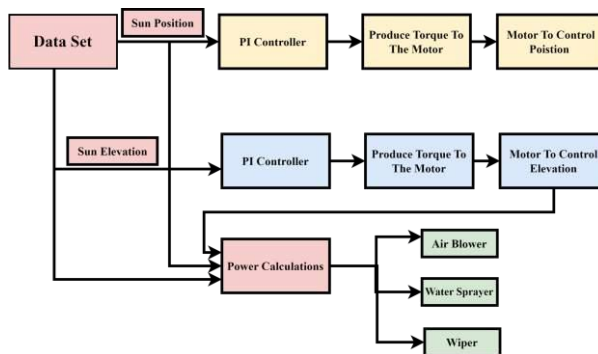 Sun Position
Data Set
PI Controller
Produce Torque To
The Motor
Motor To Control
Poistion
Sun Elevation
PI Controller
Produce Torque To
The Motor
Motor To Control
Elevation
Power Calculations
Air Blower
Water Sprayer
Wiper